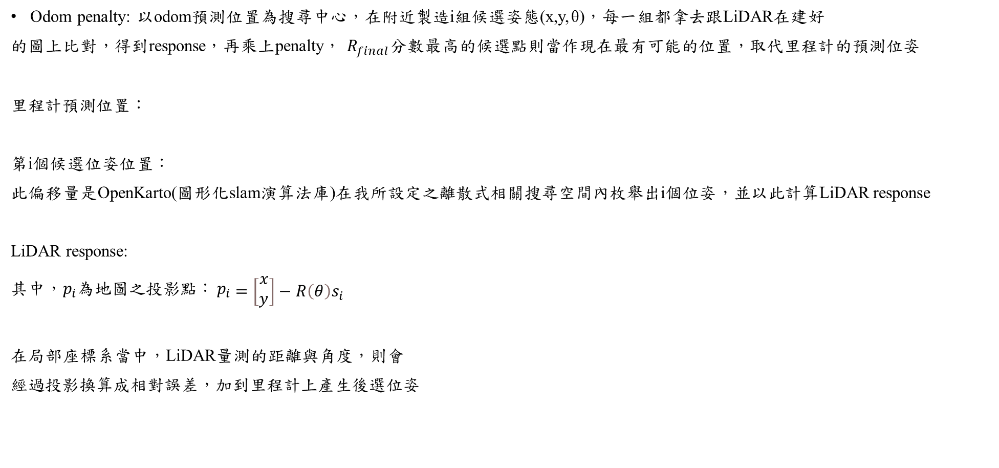 • Odom penalty: 以odom預測位置為搜尋中心，在附近製造i組候選姿態(x,y,θ)，每一組都拿去跟LiDAR在建好
的圖上比對，得到response，再乘上penalty， R_final分數最高的候選點則當作現在最有可能的位置，取代里程計的預測位姿
里程計預測位置：
第i個候選位姿位置：
此偏移量是OpenKarto(圖形化slam演算法庫)在我所設定之離散式相關搜尋空間內枚舉出i個位姿，並以此計算LiDAR response
LiDAR response:
其中，p_i為地圖之投影點：p_i = [x y] − R(θ)s_i
在局部座標系當中，LiDAR量測的距離與角度，則會
經過投影換算成相對誤差，加到里程計上產生後選位姿